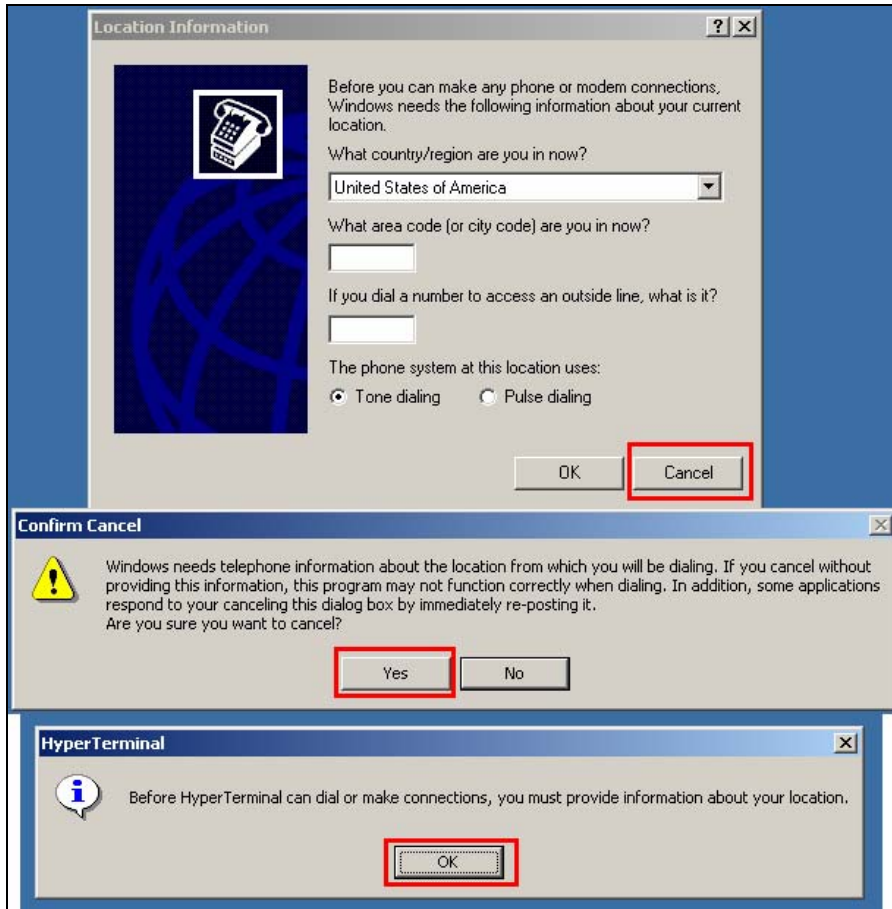 Location Information
Before you can make any phone or modem connections,
Windows needs the following information about your current
location.
What country/region are you in now?
United States of America
What area code (or city code) are you in now?
If you dial a number to access an outside line, what is it?
The phone system at this location uses:
Tone dialing Pulse dialing
OK Cancel
Confirm Cancel
Windows needs telephone information about the location from which you will be dialing. If you cancel without
providing this information, this program may not function correctly when dialing. In addition, some applications
respond to your canceling this dialog box by immediately re-posting it.
Are you sure you want to cancel?
Yes No
HyperTerminal
Before HyperTerminal can dial or make connections, you must provide information about your location.
OK